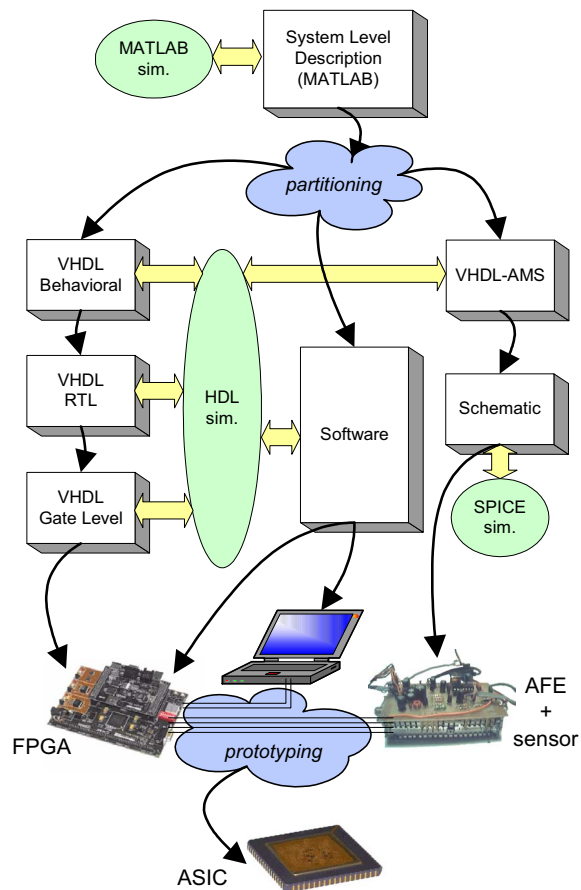 MATLAB
sim.
System Level
Description
(MATLAB)
partitioning
VHDL
Behavioral
VHDL-AMS
VHDL
RTL
HDL
sim.
Software
Schematic
VHDL
Gate Level
SPICE
sim.
FPGA
prototyping
AFE
+
sensor
ASIC